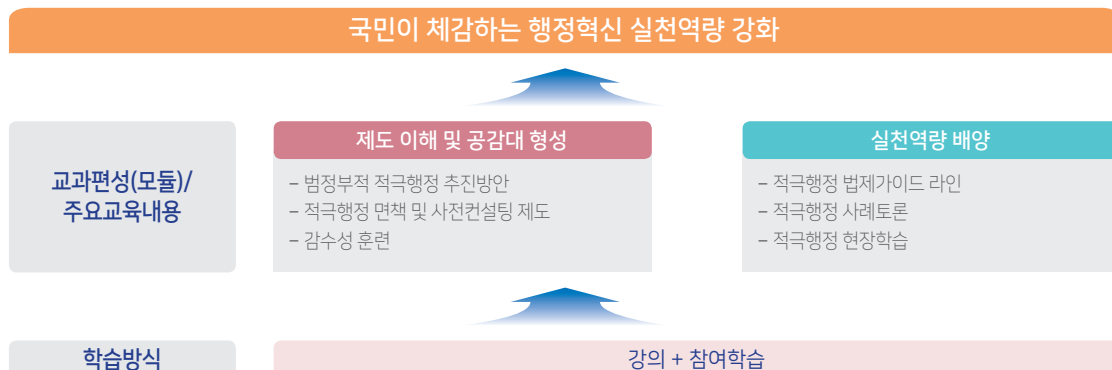 국민이 체감하는 행정혁신 실천역량 강화
교과편성(모듈)/
주요교육내용
제도 이해 및 공감대 형성
– 범정부적 적극행정 추진방안
– 적극행정 면책 및 사전컨설팅 제도
– 감수성 훈련
실천역량 배양
– 적극행정 법제가이드 라인
– 적극행정 사례토론
– 적극행정 현장학습
학습방식
강의 + 참여학습